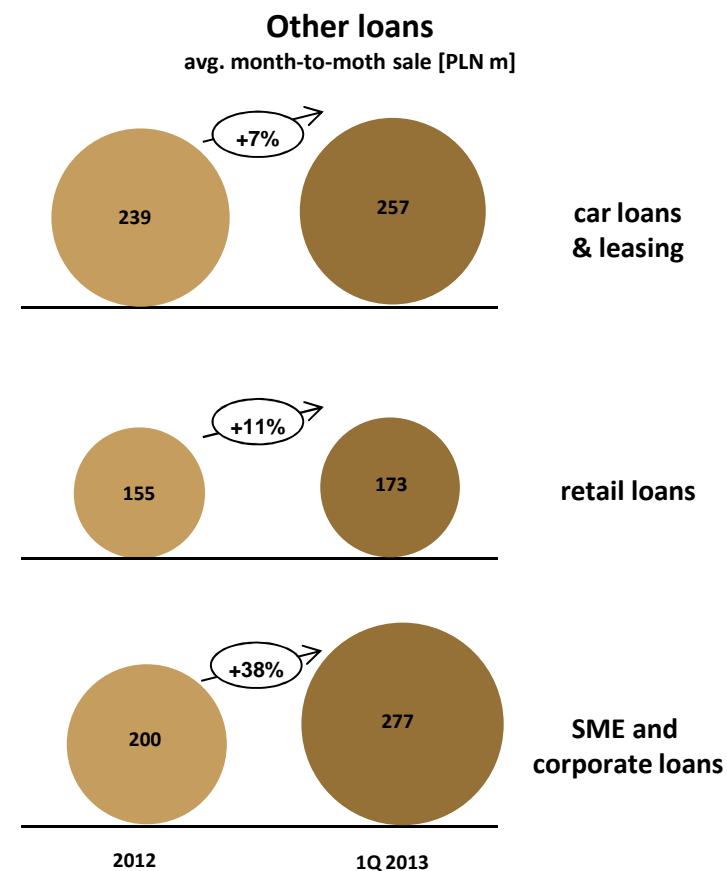 Other loans
avg. month-to-moth sale [PLN m]
+7%
239
257
car loans
& leasing
+11%
155
173
retail loans
+38%
200
277
SME and
corporate loans
2012
1Q 2013